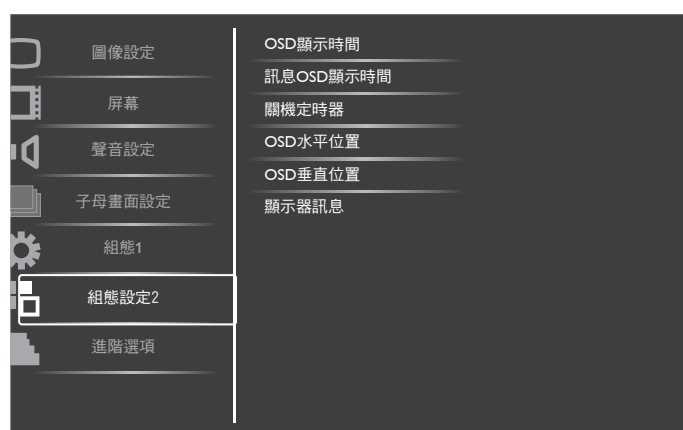 圖像設定
屏幕
聲音設定
子母畫面設定
組態1
組態設定2
進階選項
OSD顯示時間
訊息OSD顯示時間
關機定時器
OSD水平位置
OSD垂直位置
顯示器訊息